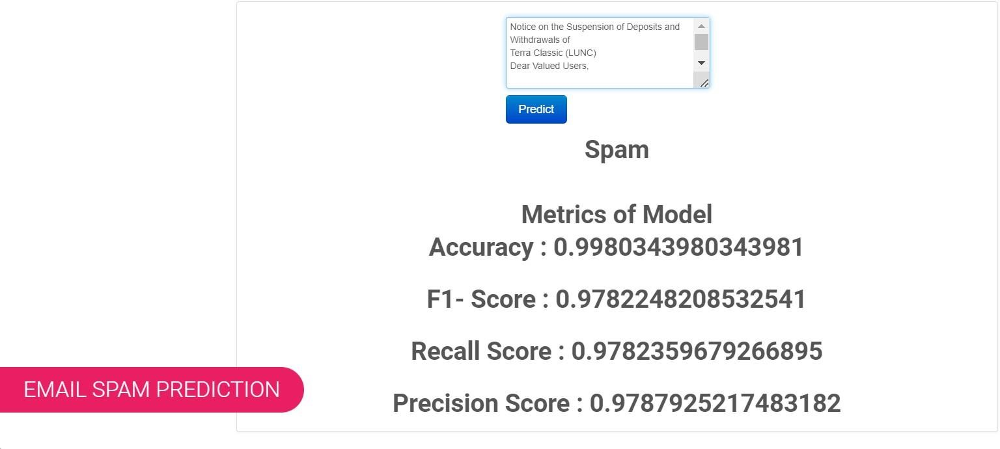 Notice on the Suspension of Deposits and
Withdrawals of
Terra Classic (LUNC)
Dear Valued Users,
Predict
Spam
Metrics of Model
Accuracy : 0.9980343980343981
F1- Score : 0.9782248208532541
Recall Score : 0.9782359679266895
EMAIL SPAM PREDICTION
Precision Score : 0.9787925217483182